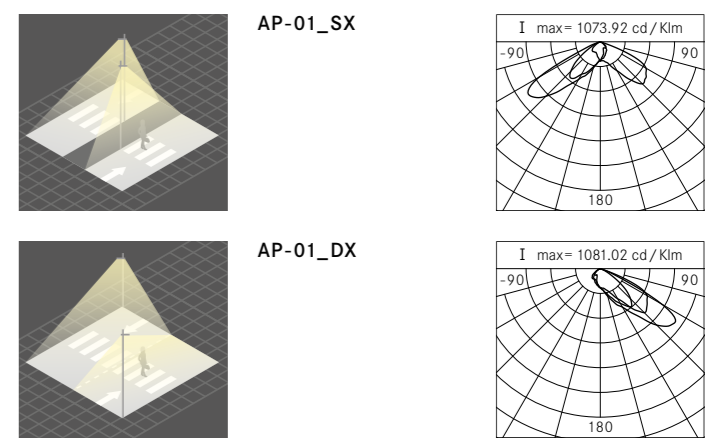 AP-01_SX
I max= 1073.92 cd/Klm
-90 90
180
AP-01_DX
I max= 1081.02 cd/Klm
-90 90
180